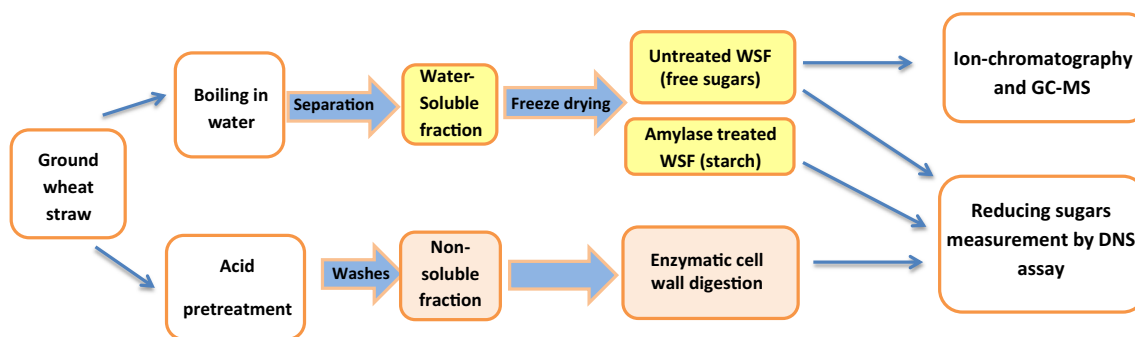 Ground
wheat
straw
Boiling in
water
Separation
Water-
Soluble
fraction
Freeze drying
Untreated WSF
(free sugars)
Amylase treated
WSF (starch)
Ion-chromatography
and GC-MS
Acid
pretreatment
Washes
Non-
soluble
fraction
Enzymatic cell
wall digestion
Reducing sugars
measurement by DNS
assay